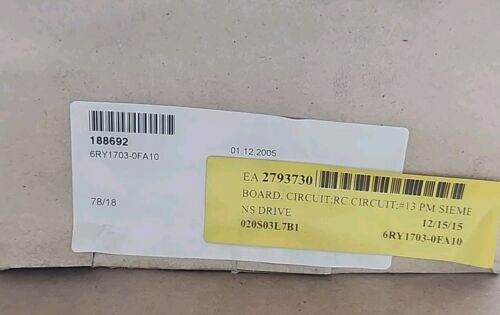 188692
6RY1703-0FA10
01.12.2005
78/18
EA 2793730
BOARD, CIRCUIT:RC CIRCUIT:#13 PM SIEME
NS DRIVE
12/15/15
020S03L7B1
6RY1703-0FA10